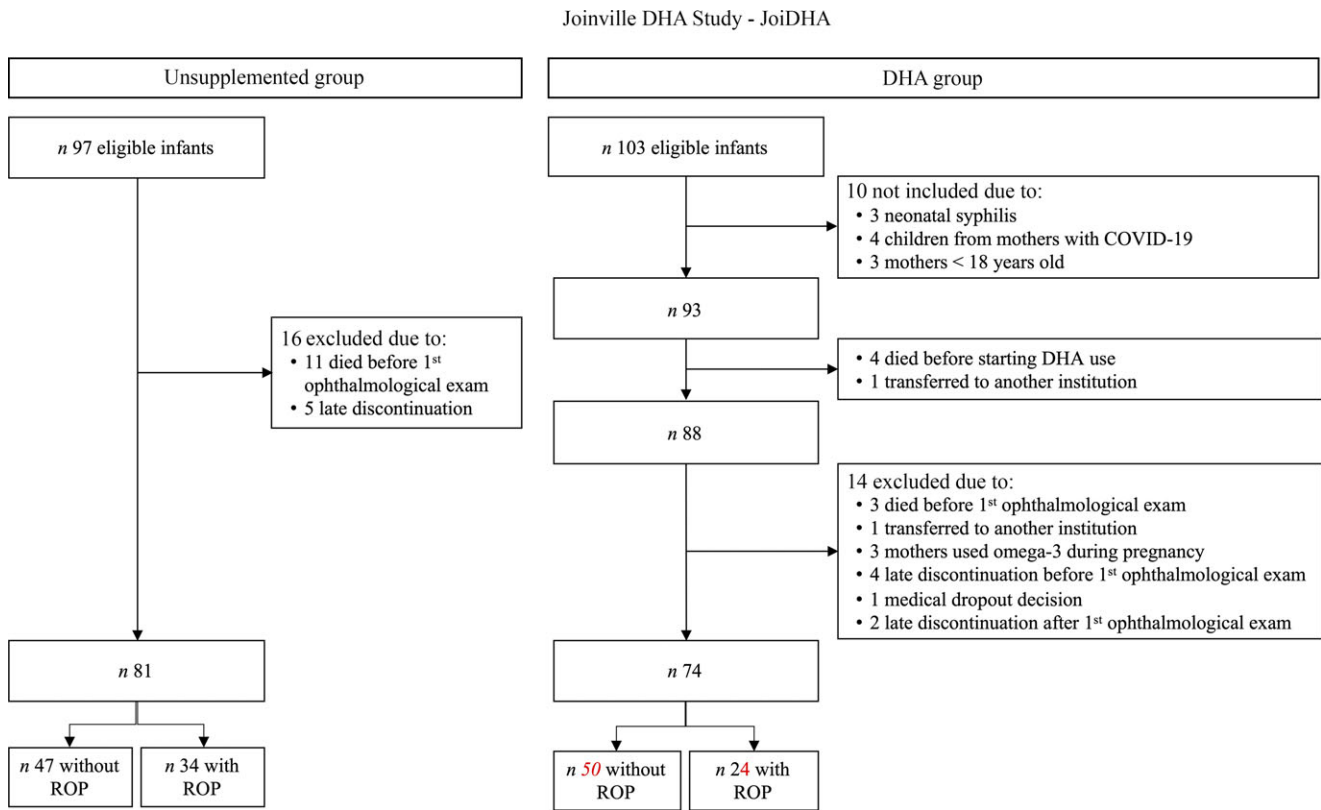 Joinville DHA Study - JoiDHA
Unsupplemented group
n 97 eligible infants
16 excluded due to:
• 11 died before 1st
ophthalmological exam
• 5 late discontinuation
n 81
n 47 without
ROP
n 34 with
ROP
DHA group
n 103 eligible infants
10 not included due to:
• 3 neonatal syphilis
• 4 children from mothers with COVID-19
• 3 mothers < 18 years old
n 93
• 4 died before starting DHA use
• 1 transferred to another institution
n 88
14 excluded due to:
• 3 died before 1st ophthalmological exam
• 1 transferred to another institution
• 3 mothers used omega-3 during pregnancy
• 4 late discontinuation before 1st ophthalmological exam
• 1 medical dropout decision
• 2 late discontinuation after 1st ophthalmological exam
n 74
n 50 without
ROP
n 24 with
ROP